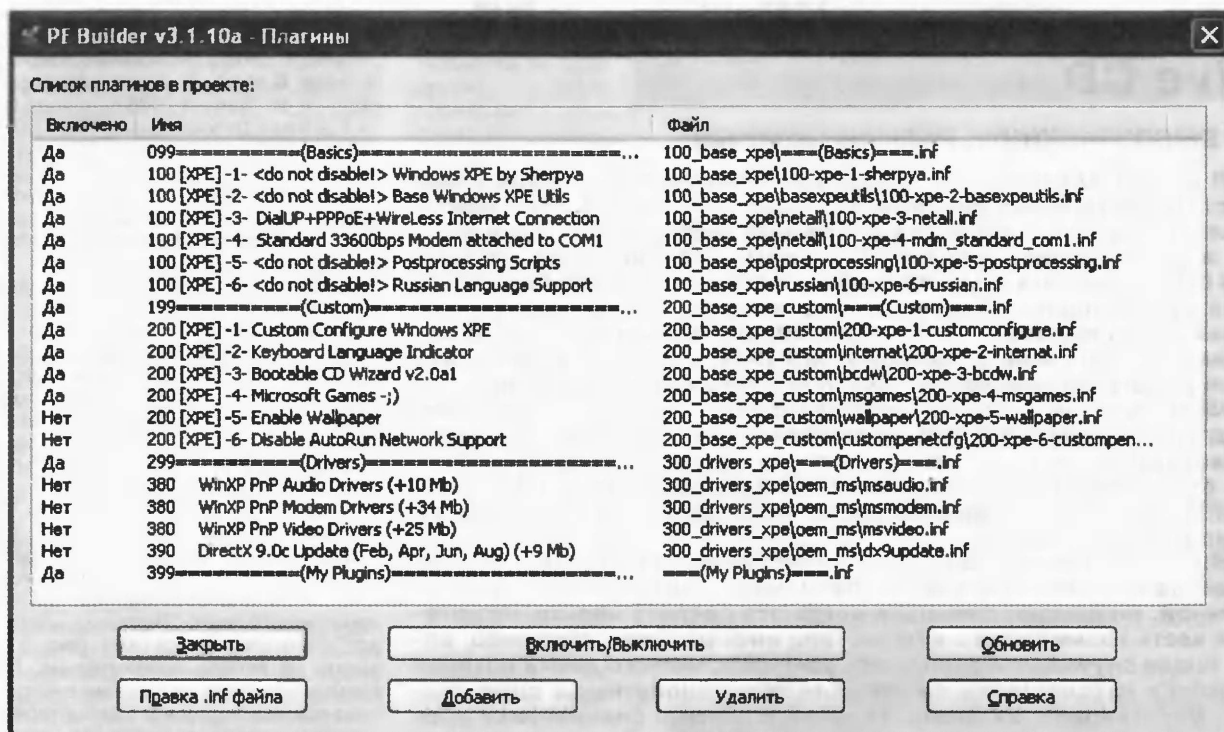 PE Builder v3.1.10a - Плагины
Список плагинов в проекте:
Включено Имя Файл
Да 099===========(Basics)=======================... 100_base_xpe\===(Basics)===.inf
Да 100 [XPE] -1- <do not disable!> Windows XPE by Sherpya 100_base_xpe\100-xpe-1-sherpya.inf
Да 100 [XPE] -2- <do not disable!> Base Windows XPE Utils 100_base_xpe\basexpeutils\100-xpe-2-basexpeutils.inf
Да 100 [XPE] -3- DialUP+PPPoE+WireLess Internet Connection 100_base_xpe\netall\100-xpe-3-netall.inf
Да 100 [XPE] -4- Standard 33600bps Modem attached to COM1 100_base_xpe\netall\100-xpe-4-mdm_standard_com1.inf
Да 100 [XPE] -5- <do not disable!> Postprocessing Scripts 100_base_xpe\postprocessing\100-xpe-5-postprocessing.inf
Да 100 [XPE] -6- <do not disable!> Russian Language Support 100_base_xpe\russian\100-xpe-6-russian.inf
Да 199===========(Custom)======================... 200_base_xpe_custom\===(Custom)===.inf
Да 200 [XPE] -1- Custom Configure Windows XPE 200_base_xpe_custom\200-xpe-1-customconfigure.inf
Да 200 [XPE] -2- Keyboard Language Indicator 200_base_xpe_custom\internat\200-xpe-2-internat.inf
Да 200 [XPE] -3- Bootable CD Wizard v2.0a1 200_base_xpe_custom\bcdw\200-xpe-3-bcdw.inf
Да 200 [XPE] -4- Microsoft Games -;) 200_base_xpe_custom\msgames\200-xpe-4-msgames.inf
Нет 200 [XPE] -5- Enable Wallpaper 200_base_xpe_custom\wallpaper\200-xpe-5-wallpaper.inf
Нет 200 [XPE] -6- Disable AutoRun Network Support 200_base_xpe_custom\custompenetcfg\200-xpe-6-custompen...
Да 299===========(Drivers)======================... 300_drivers_xpe\===(Drivers)===.inf
Нет 380 WinXP PnP Audio Drivers (+10 Mb) 300_drivers_xpe\oem_ms\msaudio.inf
Нет 380 WinXP PnP Modem Drivers (+34 Mb) 300_drivers_xpe\oem_ms\msmodem.inf
Нет 380 WinXP PnP Video Drivers (+25 Mb) 300_drivers_xpe\oem_ms\msvideo.inf
Нет 390 DirectX 9.0c Update (Feb, Apr, Jun, Aug) (+9 Mb) 300_drivers_xpe\oem_ms\dx9update.inf
Да 399===========(My Plugins)====================... ===(My Plugins)===.inf
Закрыть Включить/Выключить Обновить
Правка .inf файла Добавить Удалить Справка